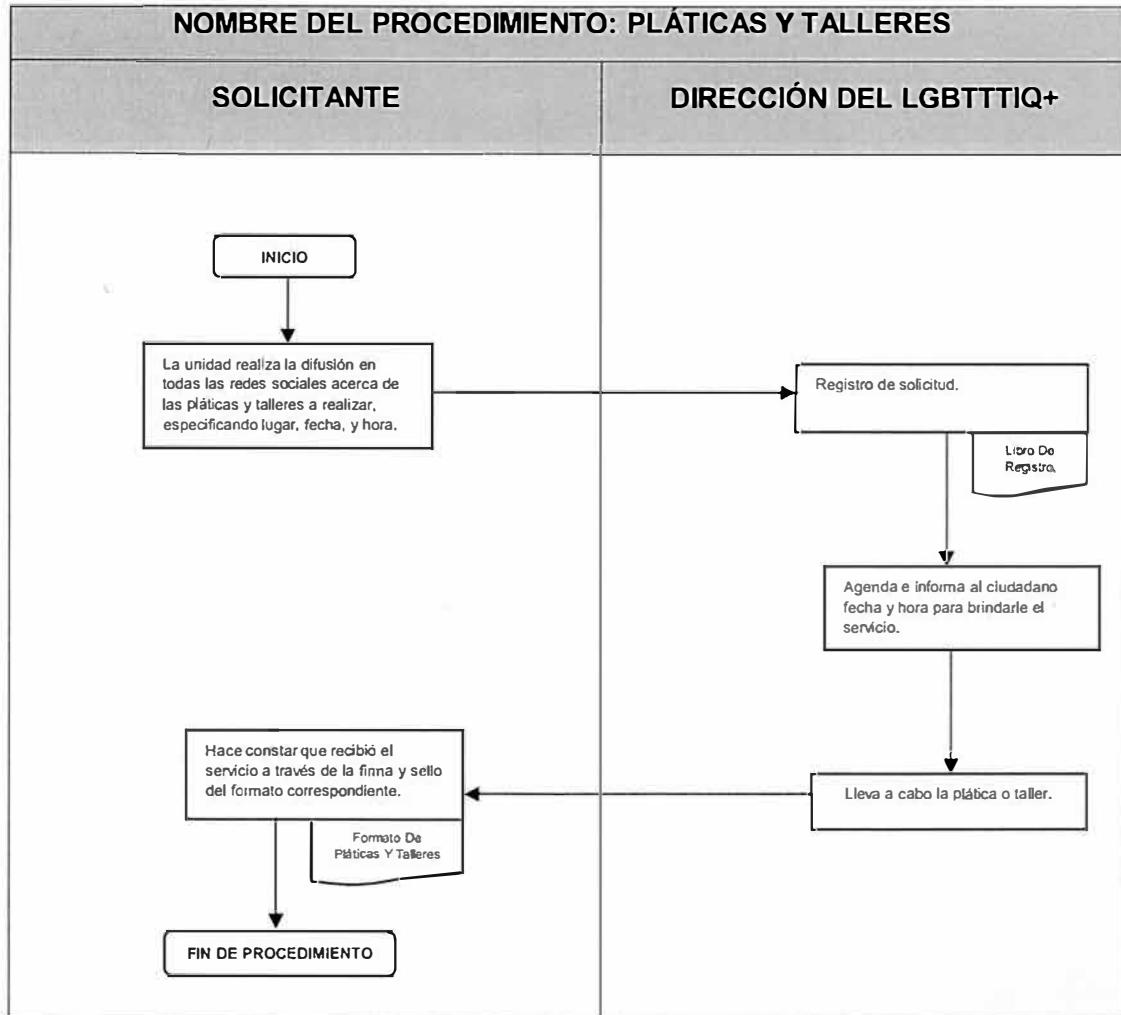 NOMBRE DEL PROCEDIMIENTO: PLÁTICAS Y TALLERES
SOLICITANTE
DIRECCIÓN DEL LGBTTTIQ+
INICIO
La unidad realiza la difusión en
todas las redes sociales acerca de
las pláticas y talleres a realizar,
especificando lugar, fecha, y hora.
Registro de solicitud.
Libro De
Registro.
Agenda e informa al ciudadano
fecha y hora para brindarle el
servicio.
Lleva a cabo la plática o taller.
Hace constar que recibió el
servicio a través de la firma y sello
del formato correspondiente.
Formato De
Pláticas Y Talleres
FIN DE PROCEDIMIENTO